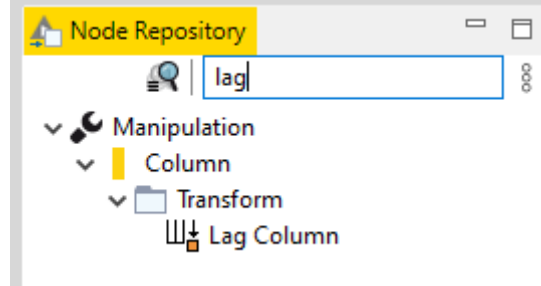 Node Repository
lag
Manipulation
Column
Transform
Lag Column